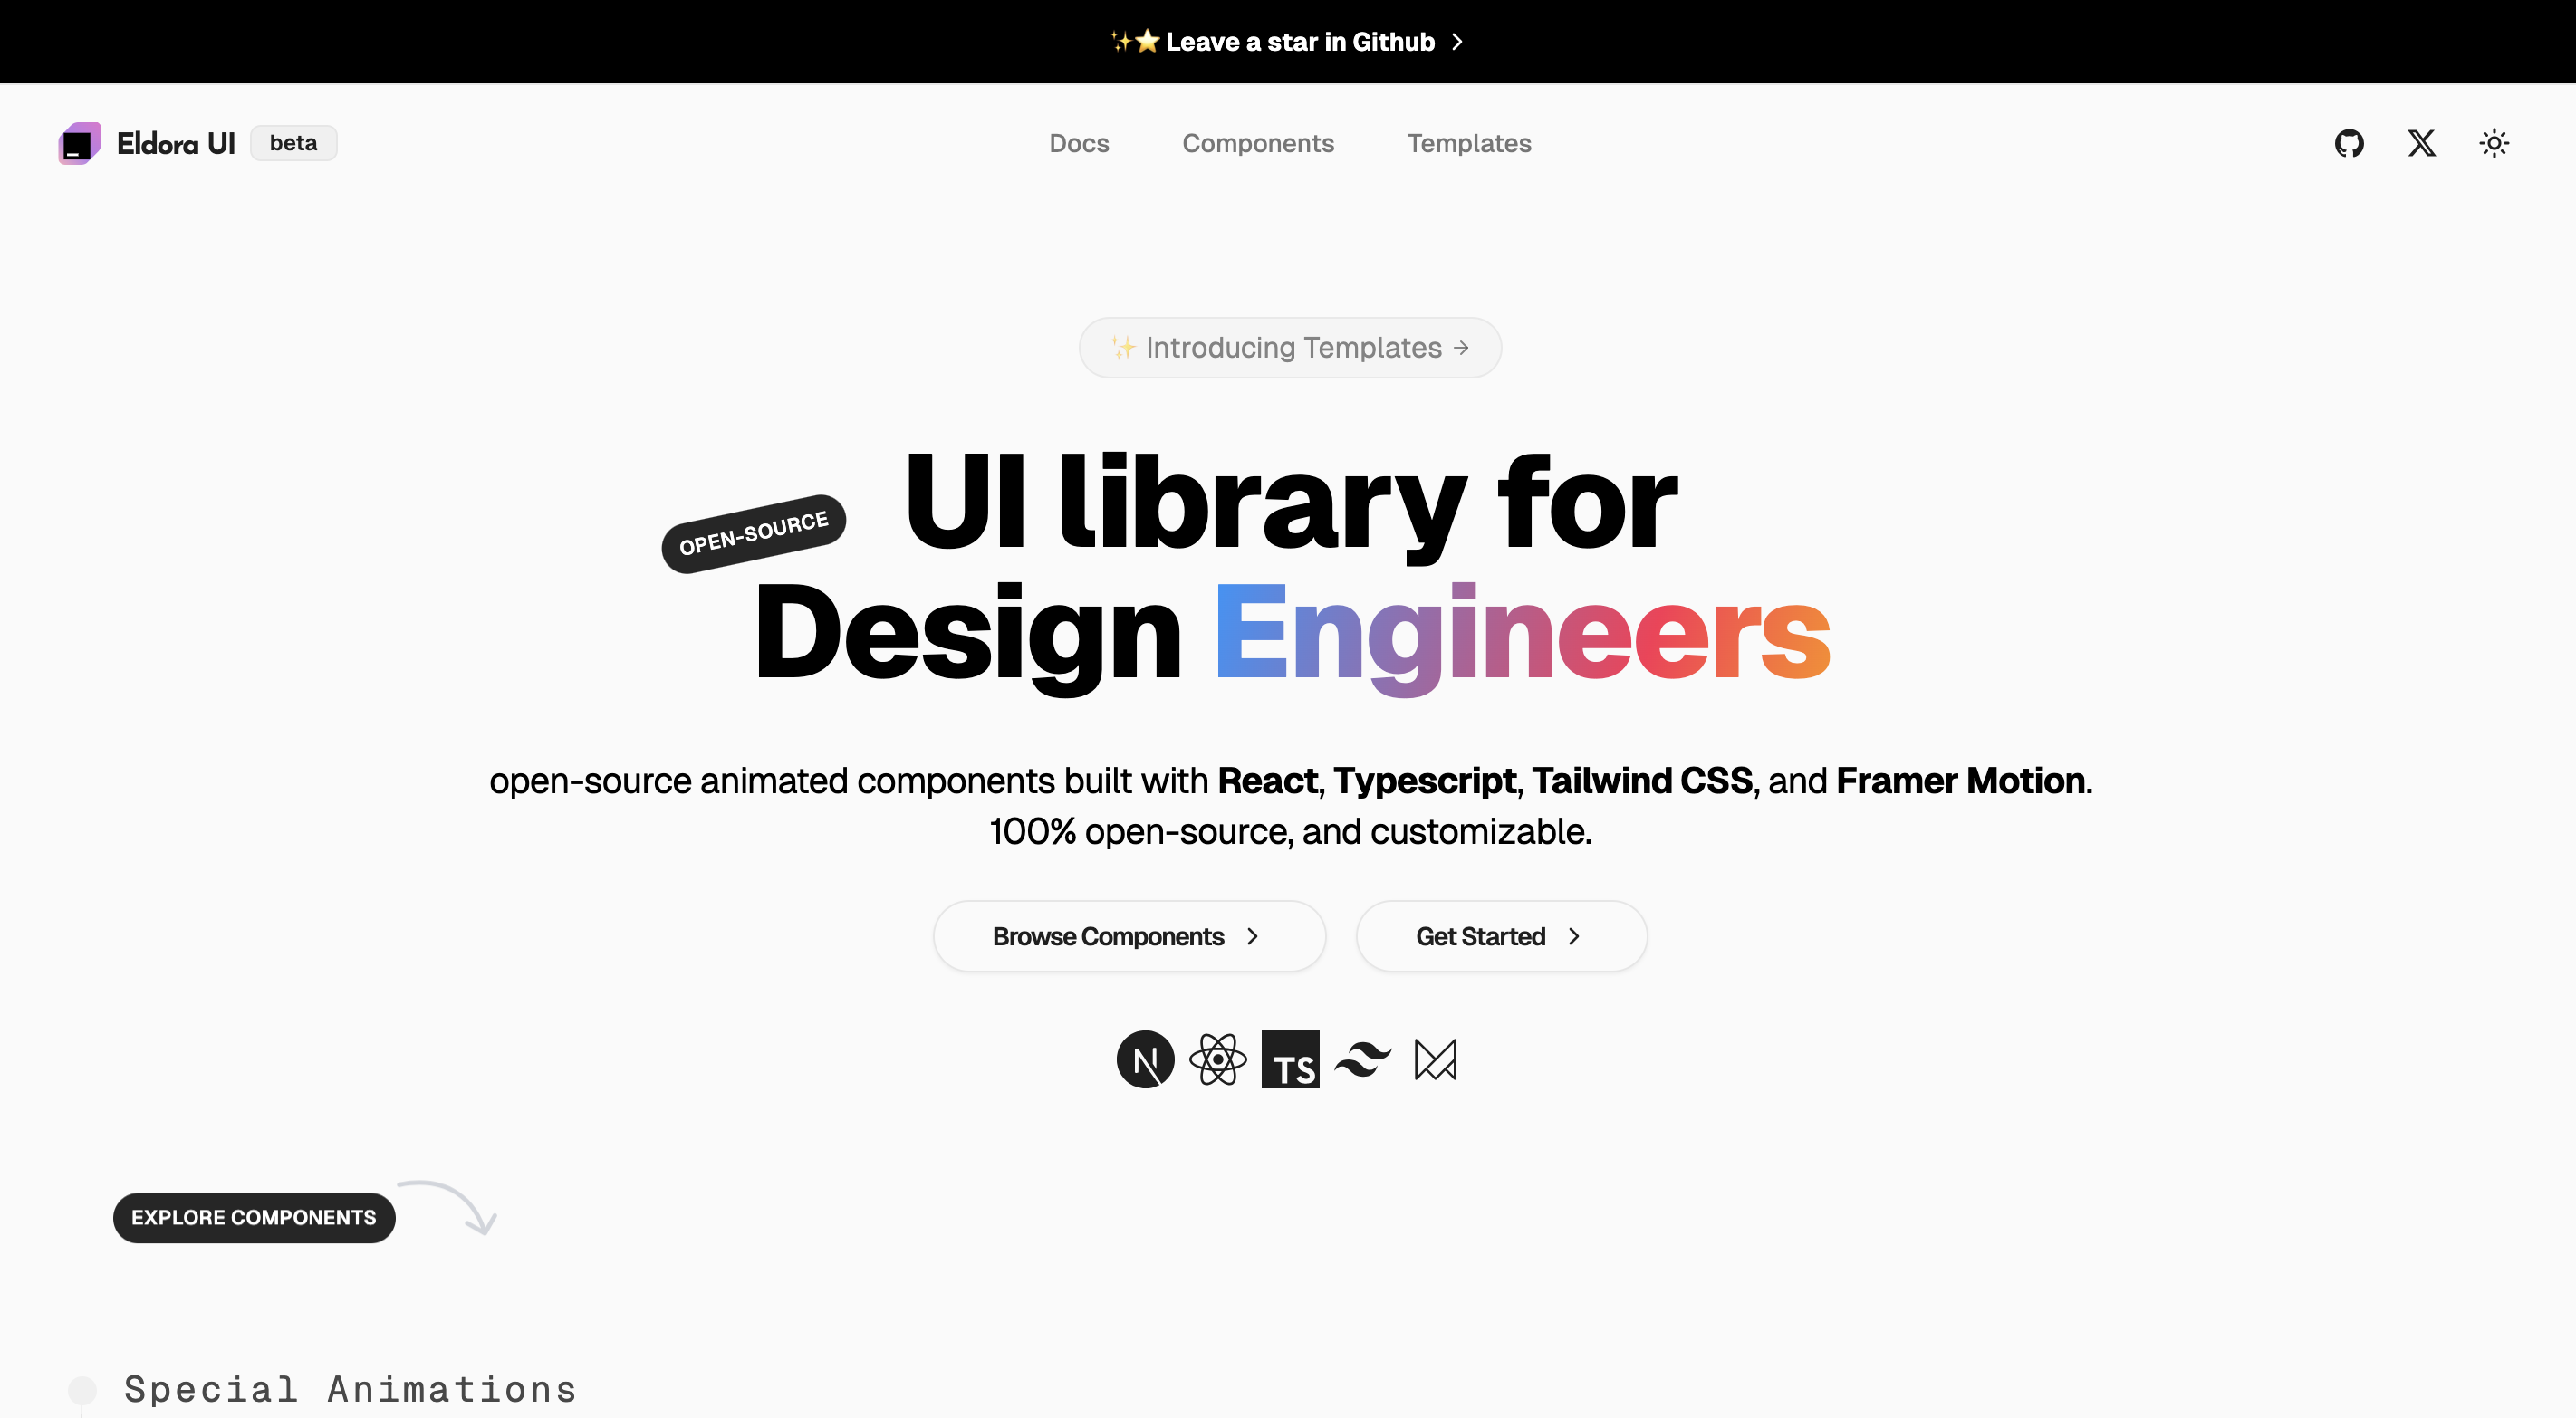 ✨⭐ Leave a star in Github
Eldora UI beta
Docs Components Templates
✨ Introducing Templates →
UI library for
OPEN-SOURCE
Design Engineers
open-source animated components built with React, Typescript, Tailwind CSS, and Framer Motion.
100% open-source, and customizable.
Browse Components Get Started
N TS
EXPLORE COMPONENTS
Special Animations